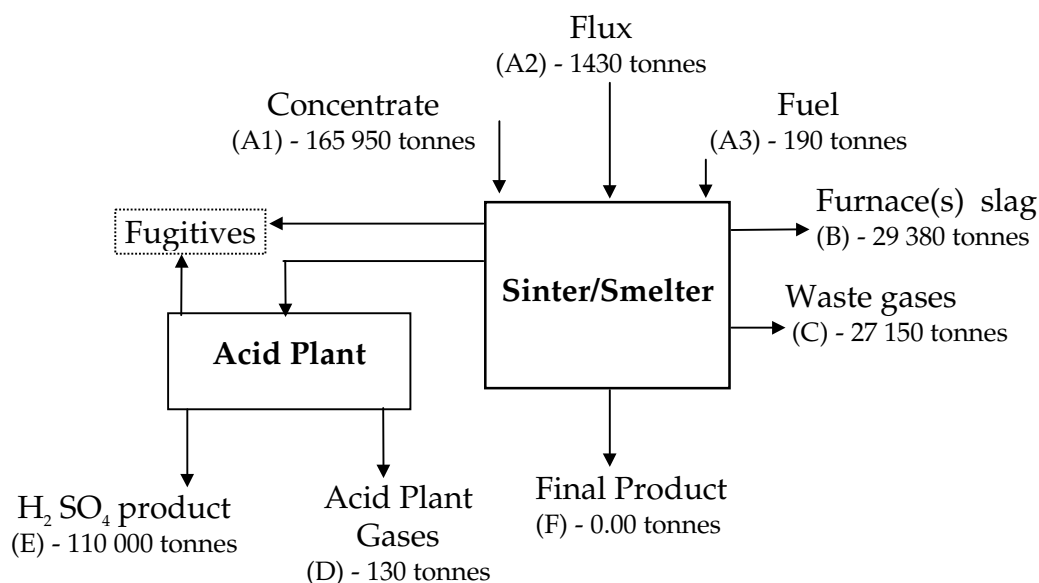 Flux
(A2) - 1430 tonnes
Concentrate
(A1) - 165 950 tonnes
Fuel
(A3) - 190 tonnes
Fugitives
Sinter/Smelter
Furnace(s) slag
(B) - 29 380 tonnes
Waste gases
(C) - 27 150 tonnes
Acid Plant
H₂ SO₄ product
(E) - 110 000 tonnes
Acid Plant
Gases
(D) - 130 tonnes
Final Product
(F) - 0.00 tonnes